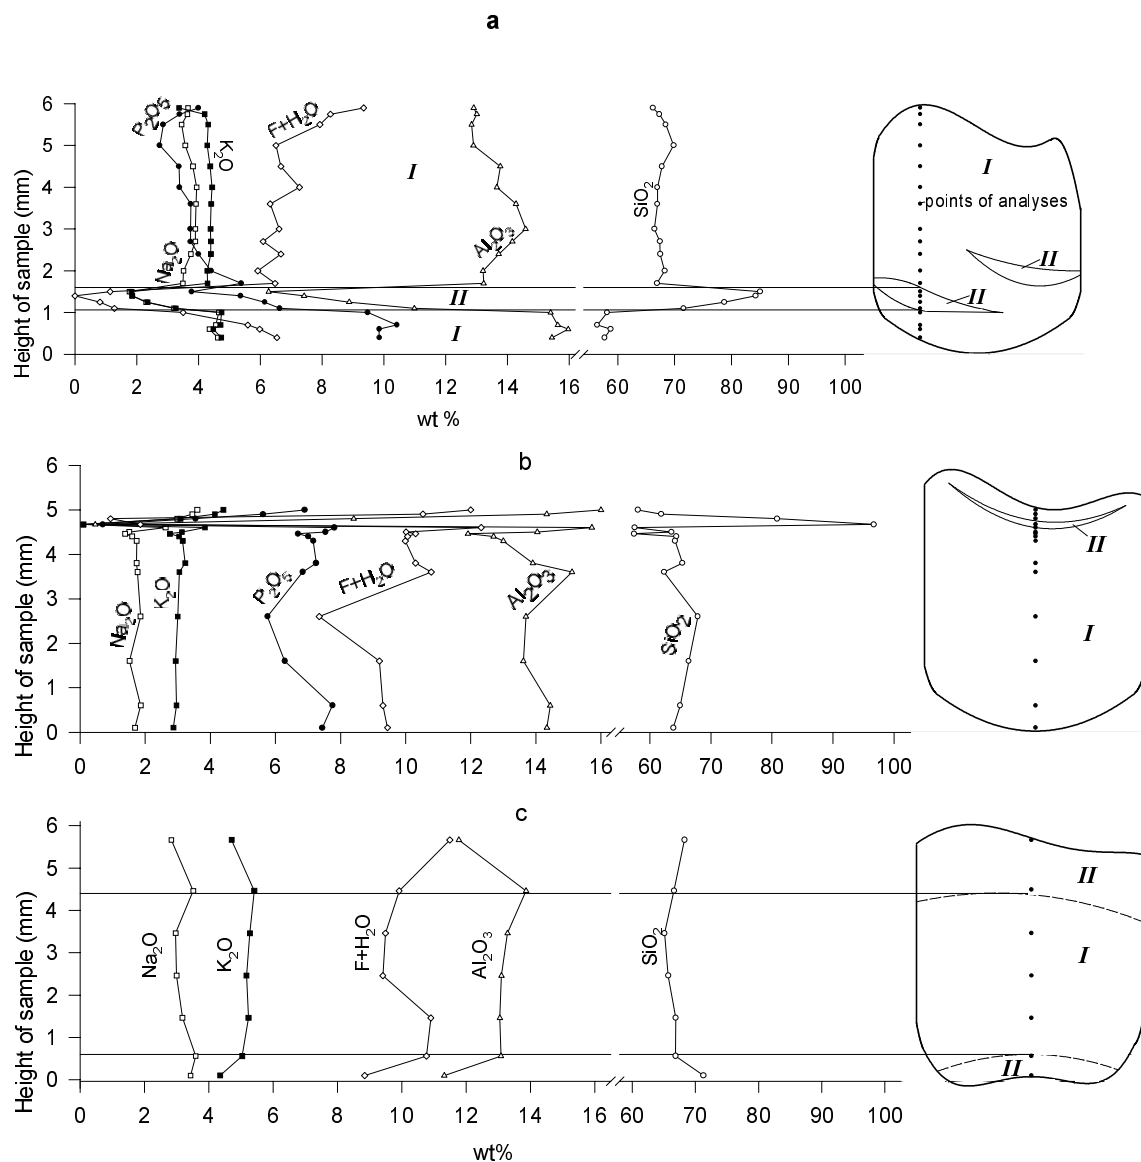 a
6
5
4
3
2
1
0
Height of sample (mm)
P₂O₅
K₂O
F+H₂O
Na₂O
Al₂O₃
SiO₂
I
II
I
0 2 4 6 8 10 12 14 16 60 70 80 90 100
wt %
I
points of analyses
II
II
b
6
5
4
3
2
1
0
Height of sample (mm)
Na₂O
K₂O
P₂O₅
F+H₂O
Al₂O₃
SiO₂
0 2 4 6 8 10 12 14 16 60 70 80 90 100
II
I
c
6
5
4
3
2
1
0
Height of sample (mm)
Na₂O
K₂O
F+H₂O
Al₂O₃
SiO₂
0 2 4 6 8 10 12 14 16 60 70 80 90 100
wt%
II
I
II